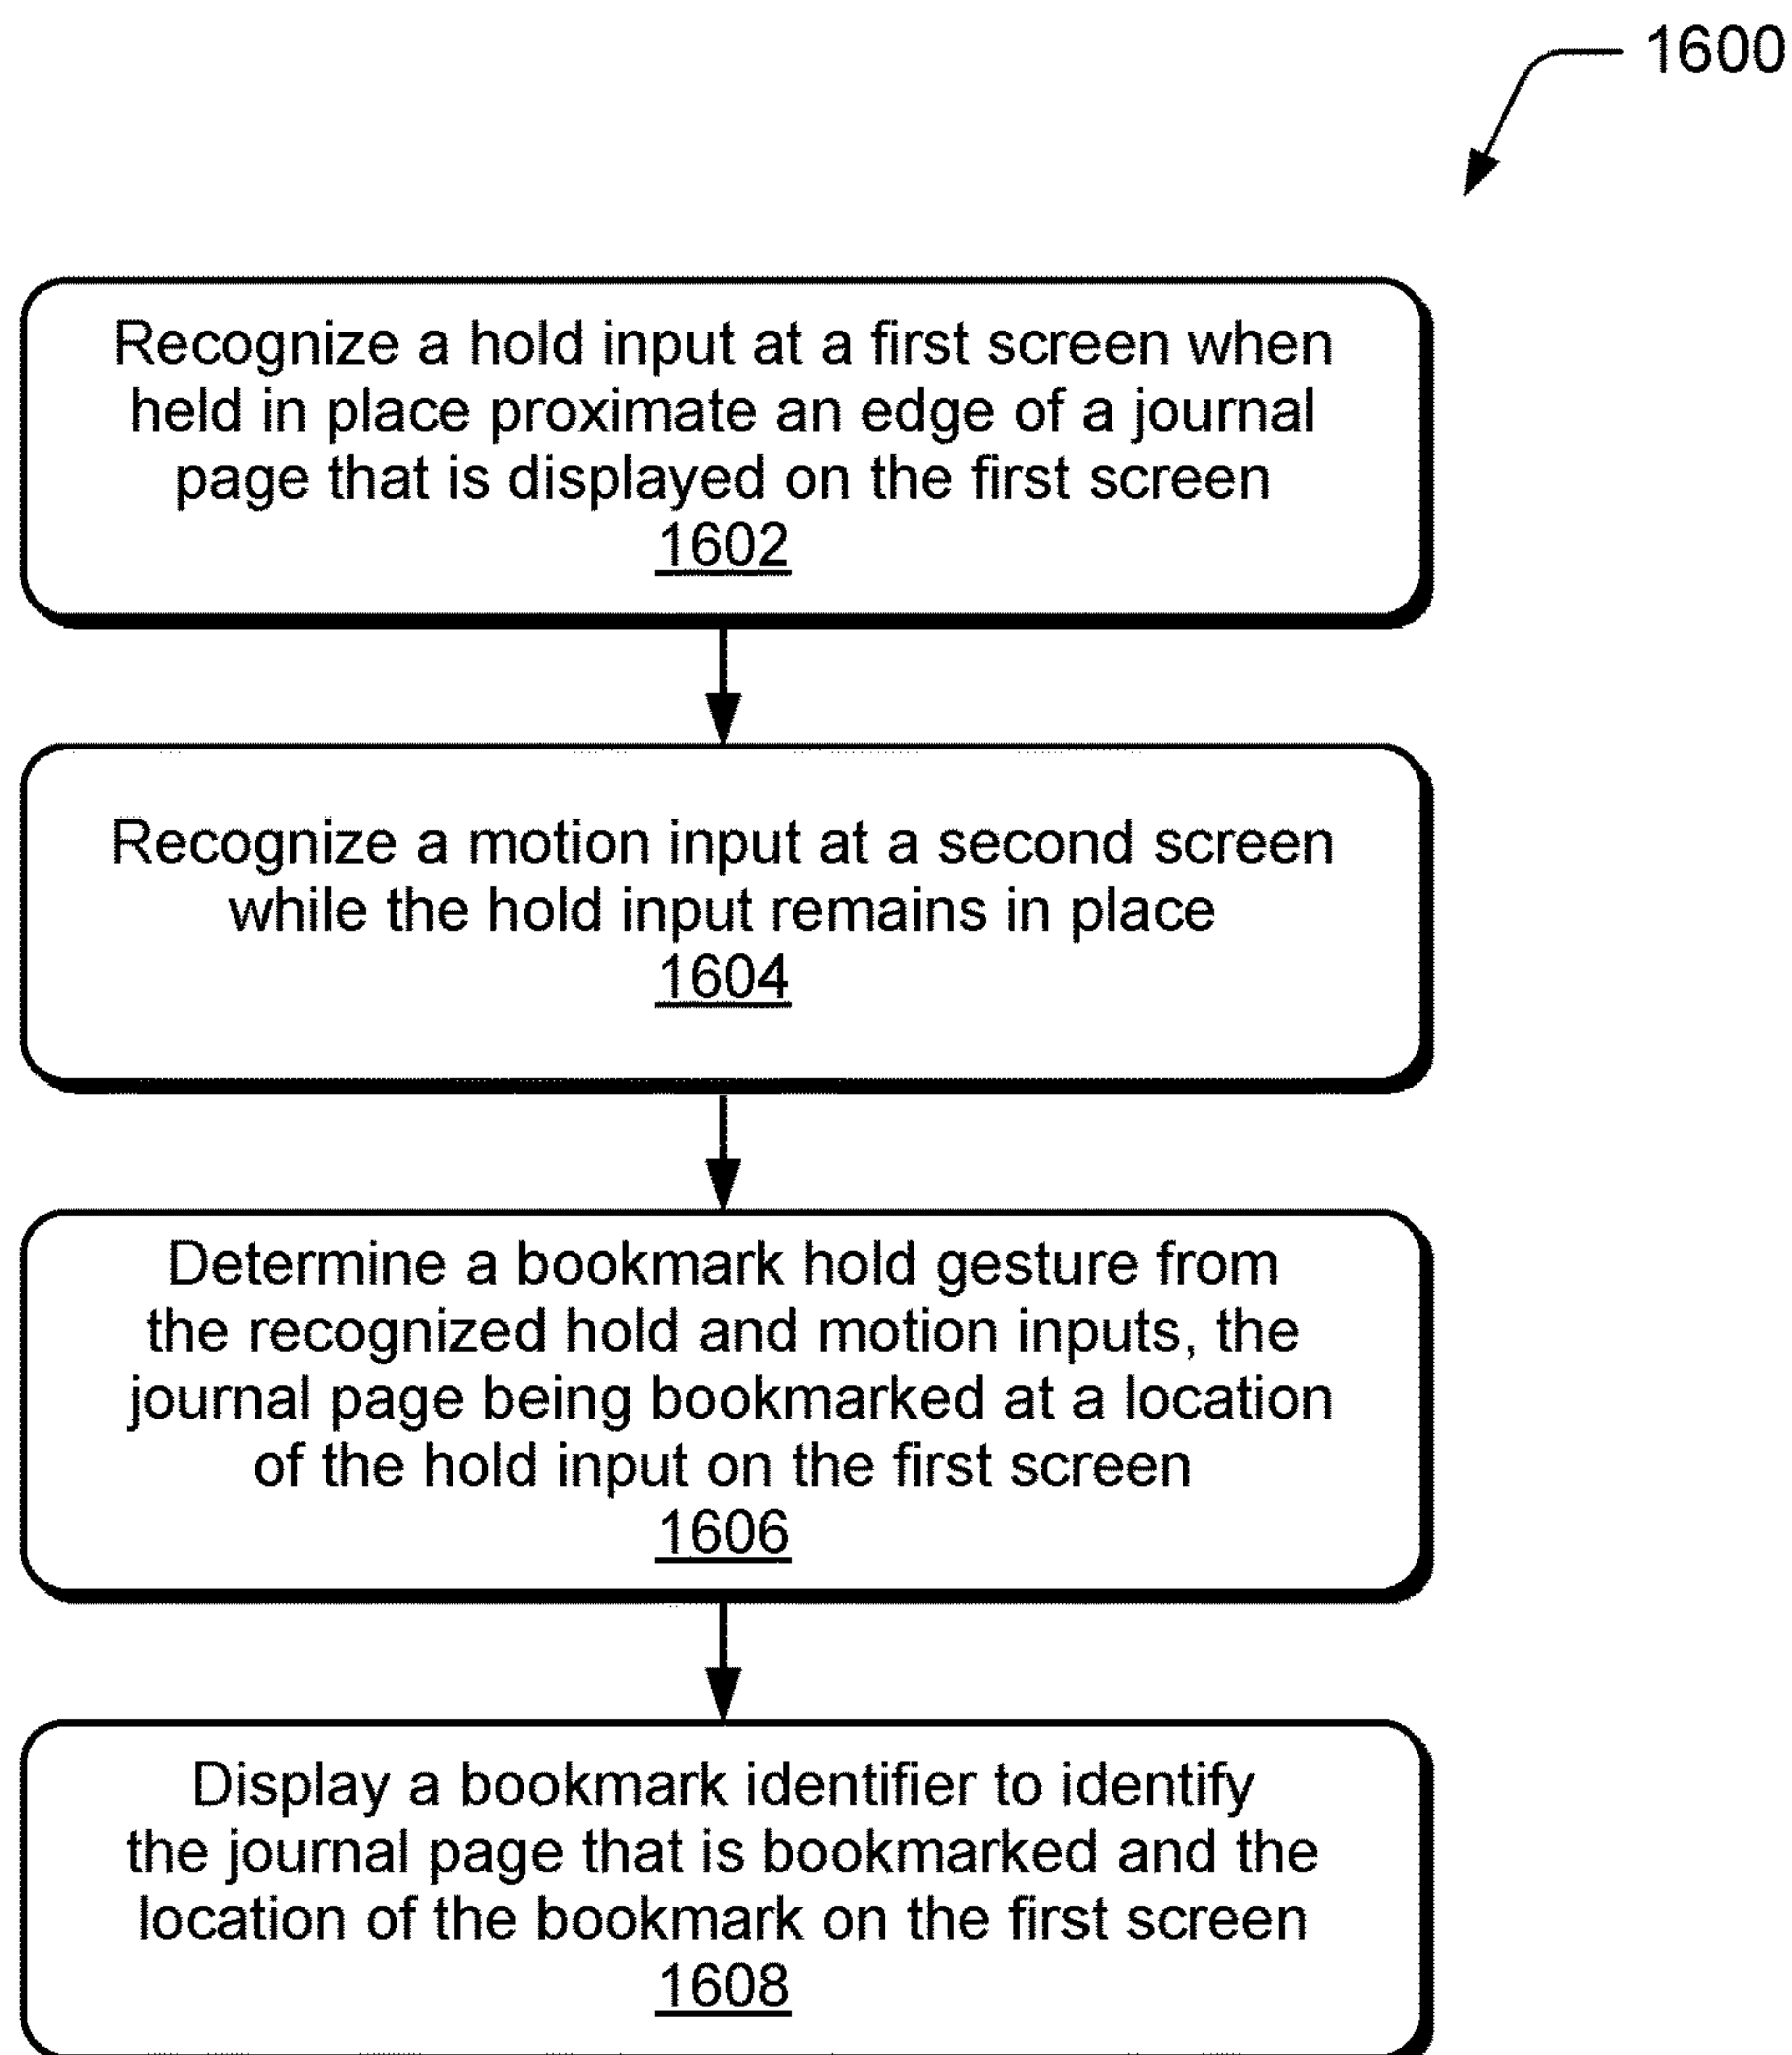 1600
Recognize a hold input at a first screen when
held in place proximate an edge of a journal
page that is displayed on the first screen
1602
Recognize a motion input at a second screen
while the hold input remains in place
1604
Determine a bookmark hold gesture from
the recognized hold and motion inputs, the
journal page being bookmarked at a location
of the hold input on the first screen
1606
Display a bookmark identifier to identify
the journal page that is bookmarked and the
location of the bookmark on the first screen
1608